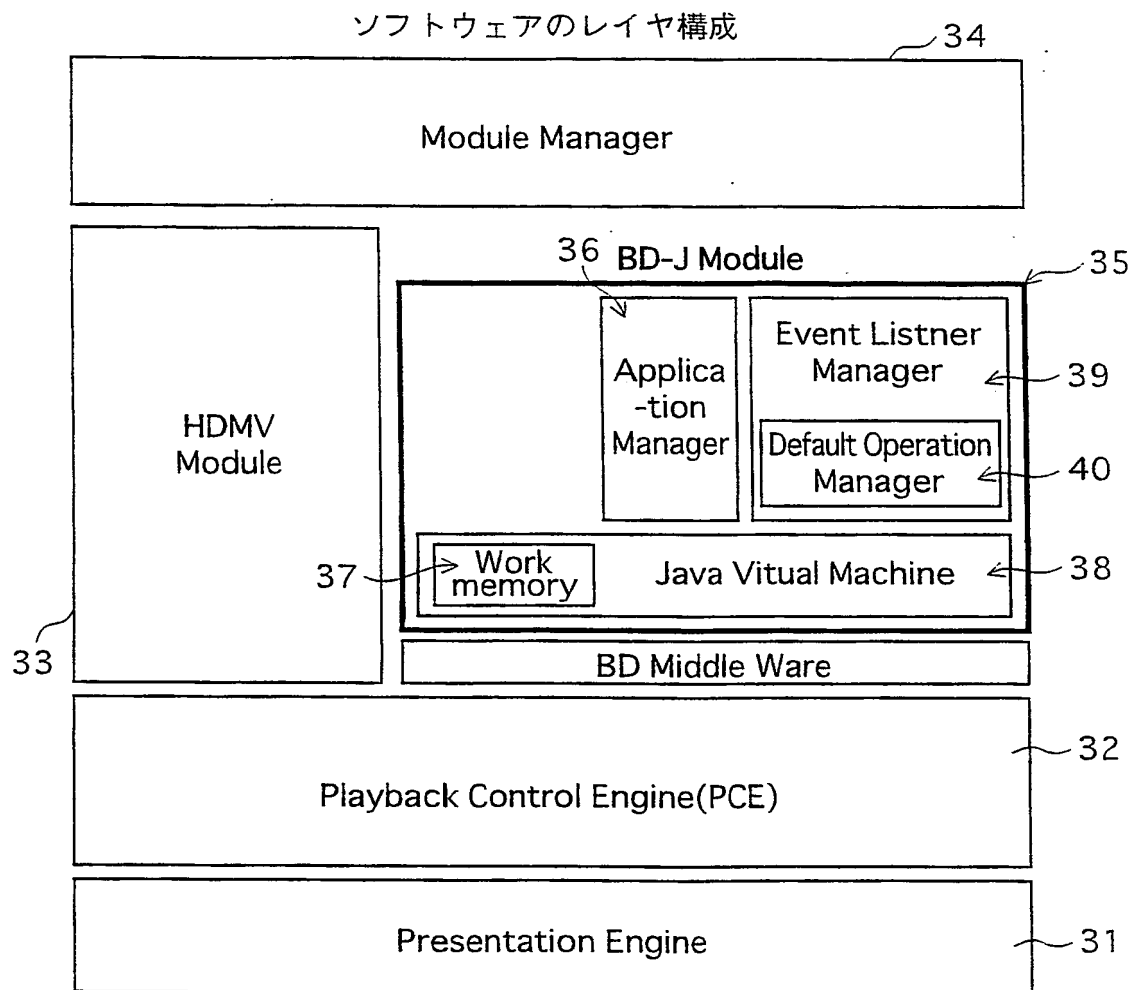 ソフトウェアのレイヤ構成
34
Module Manager
36
BD-J Module
35
HDMV
Module
Applica
-tion
Manager
Event Listner
Manager
39
Default Operation
Manager
40
37
Work
memory
Java Vitual Machine
38
33
BD Middle Ware
32
Playback Control Engine(PCE)
Presentation Engine
31